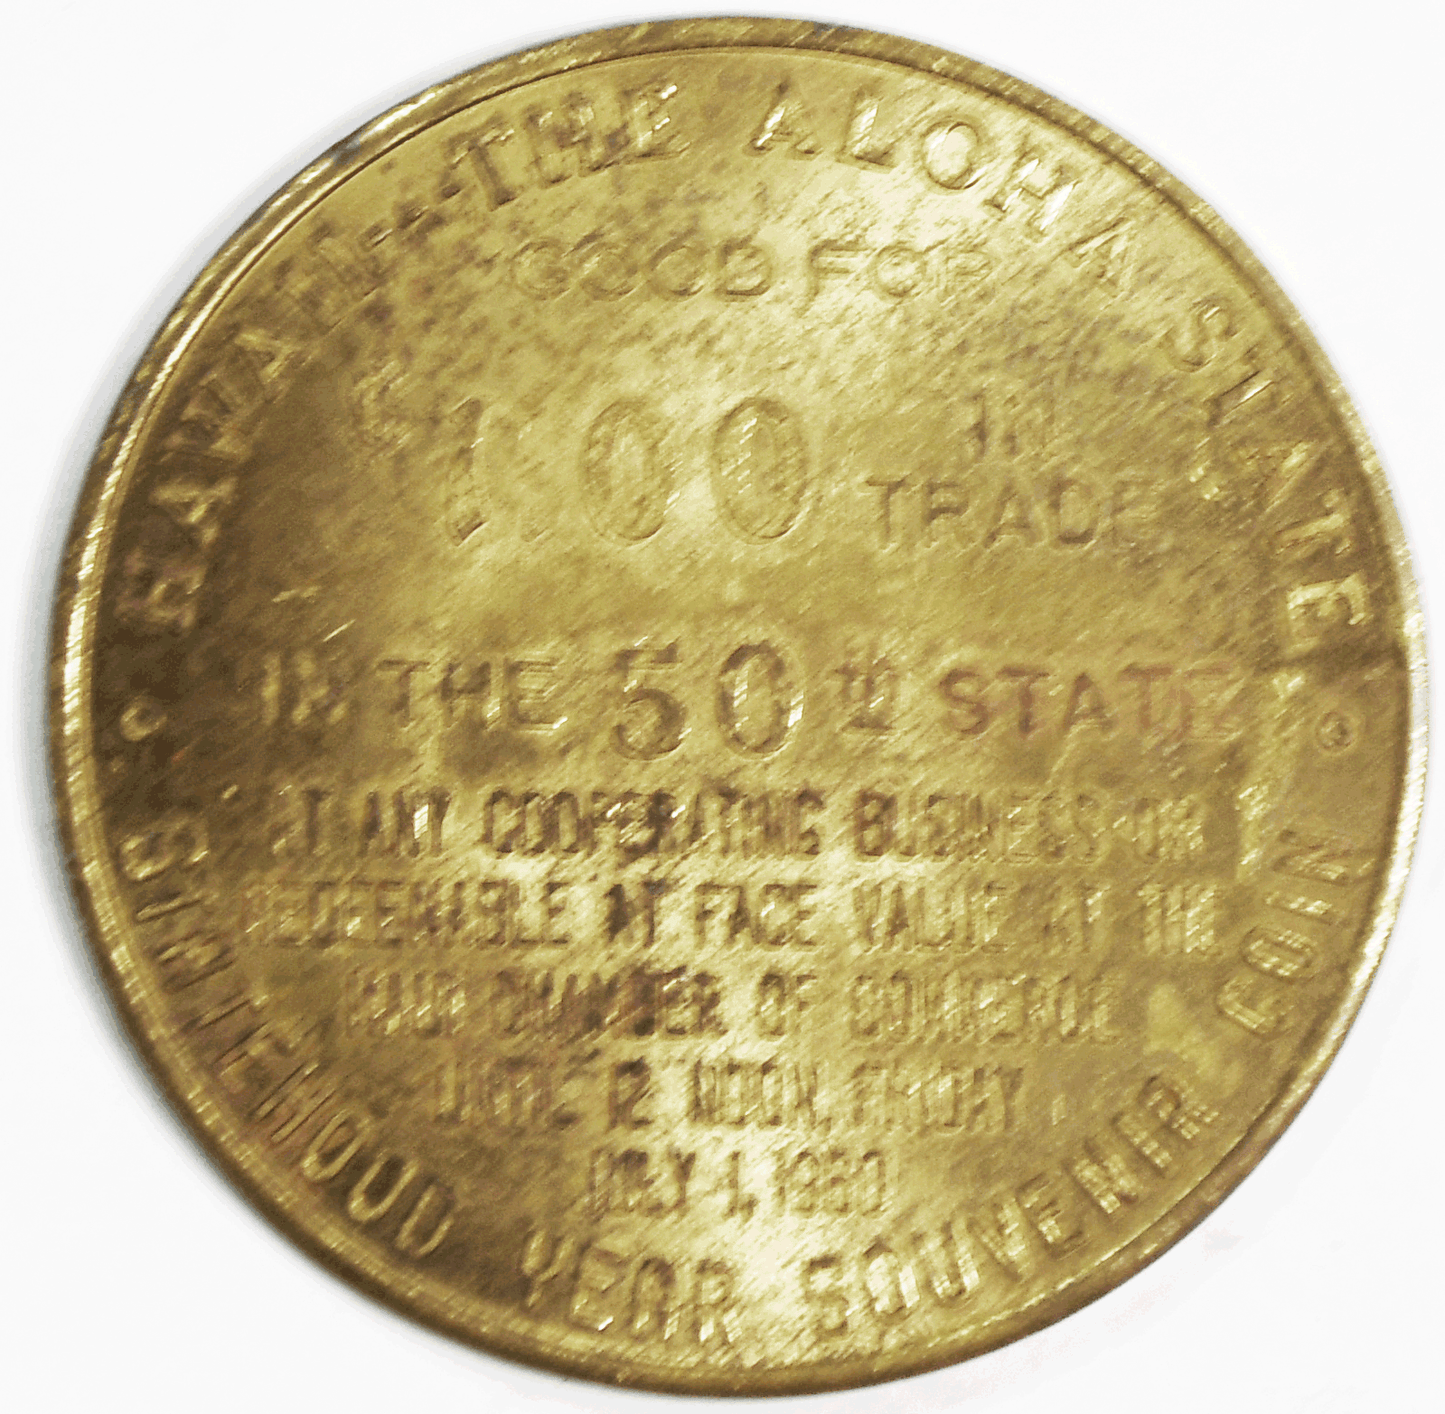 HAWAII--THE ALOHA STATE
GOOD FOR
$1.00 IN
TRADE
IN THE 50TH STATE
AT ANY COOPERATING BUSINESS OR
REDEEMABLE AT FACE VALUE AT THE
CHAMBER OF COMMERCE
UNTIL 12 NOON, FRIDAY
JULY 1, 1960
STATEHOOD YEAR SOUVENIR COIN